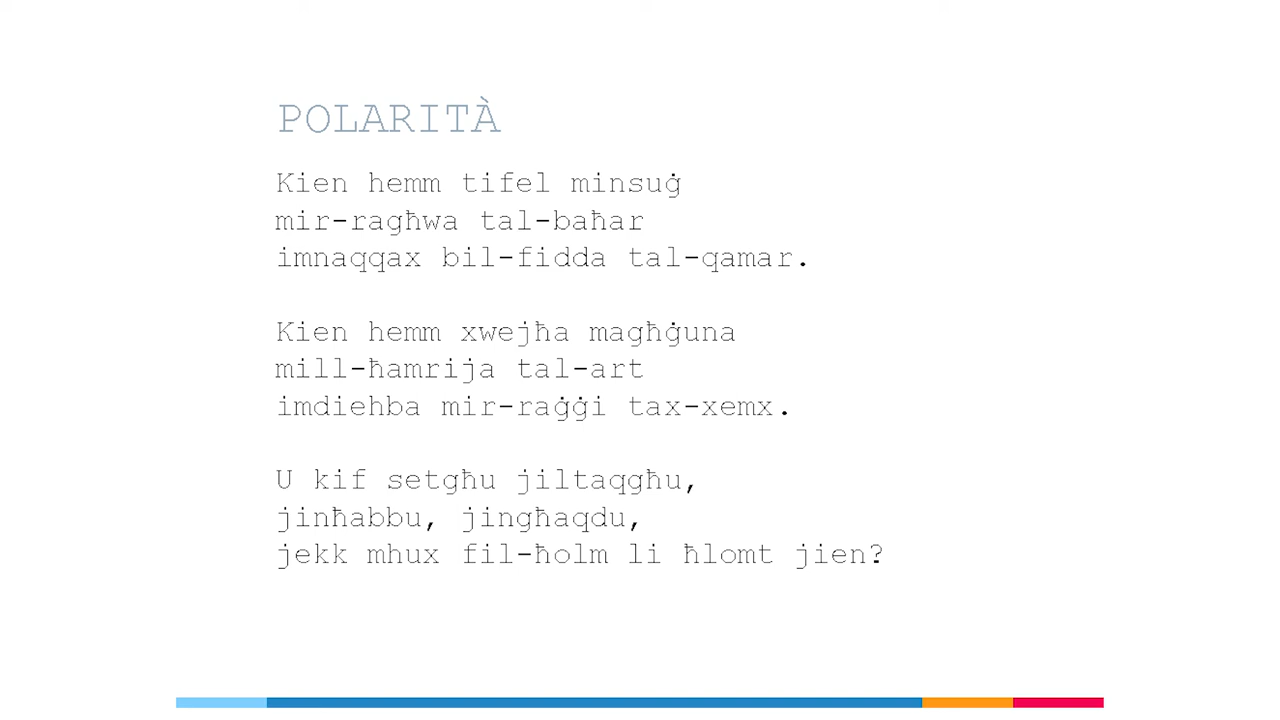 POLARITÀ
Kien hemm tifel minsuġ
mir-ragħwa tal-baħar
imnaqqax bil-fidda tal-qamar.
Kien hemm xwejħa magħġuna
mill-ħamrija tal-art
imdiehba mir-raġġi tax-xemx.
U kif setgħu jiltaqgħu,
jinħabbu, jingħaqdu,
jekk mhux fil-ħolm li ħlomt jien?